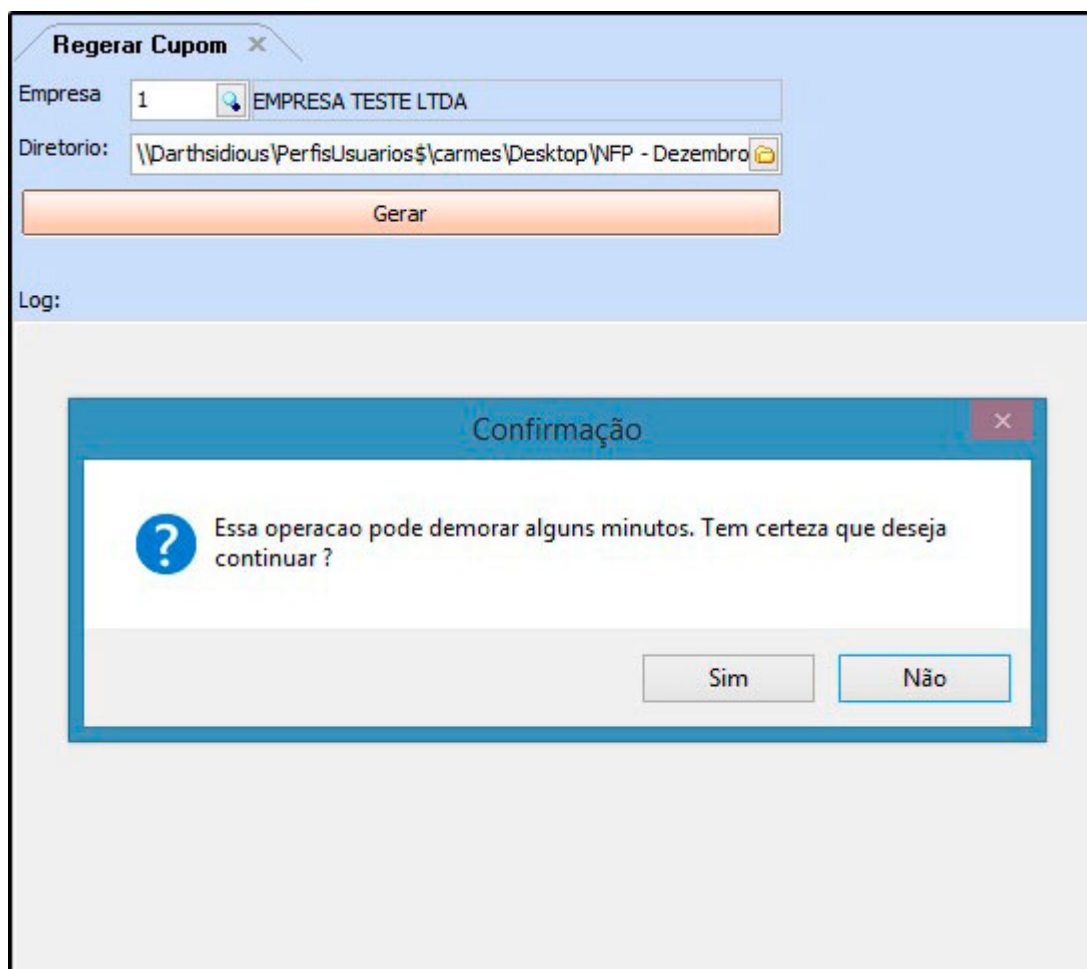 Regerar Cupom
Empresa 1 EMPRESA TESTE LTDA
Diretorio: \\Darthsidious\PerfisUsuarios$\carmes\Desktop\NFP - Dezembro
Gerar
Log:
Confirmação
Essa operacao pode demorar alguns minutos. Tem certeza que deseja
continuar ?
Sim Não